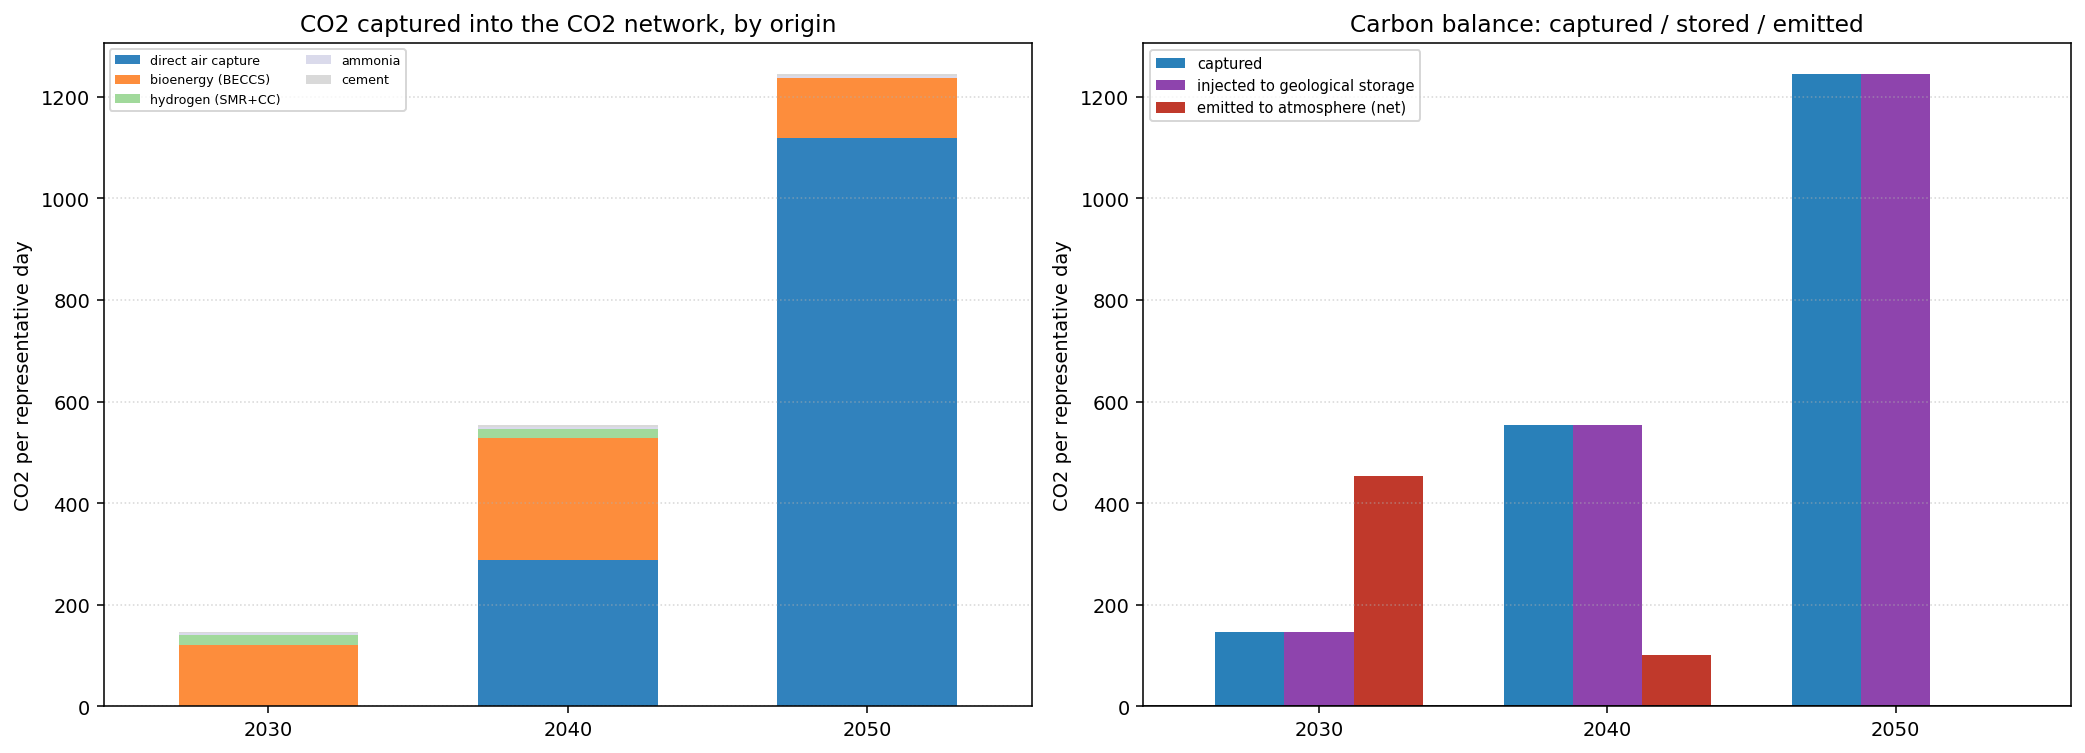 CO2 captured into the CO2 network, by origin
direct air capture
bioenergy (BECCS)
hydrogen (SMR+CC)
ammonia
cement
CO2 per representative day
1200
1000
800
600
400
200
0
2030
2040
2050
Carbon balance: captured / stored / emitted
captured
injected to geological storage
emitted to atmosphere (net)
CO2 per representative day
1200
1000
800
600
400
200
0
2030
2040
2050